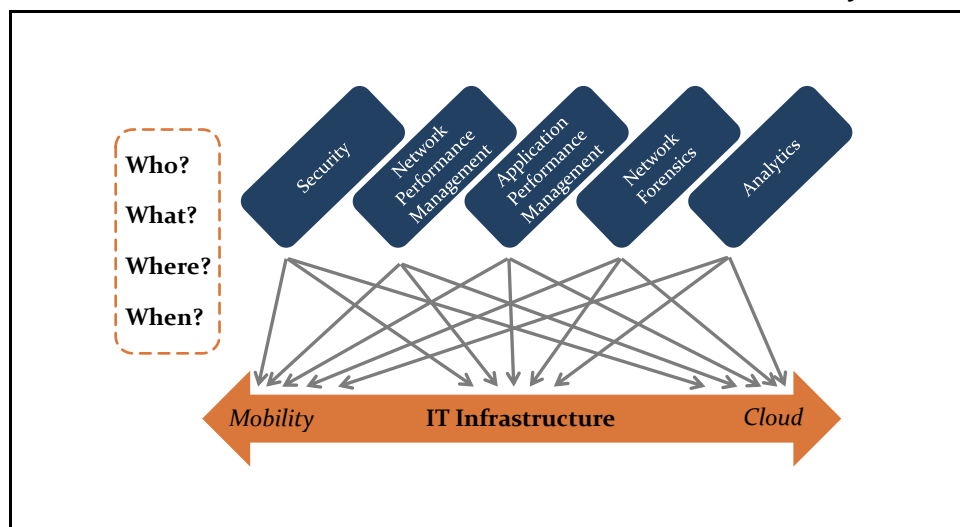 Who?
What?
Where?
When?
Security
Network
Performance
Management
Application
Performance
Management
Network
Forensics
Analytics
Mobility
IT Infrastructure
Cloud